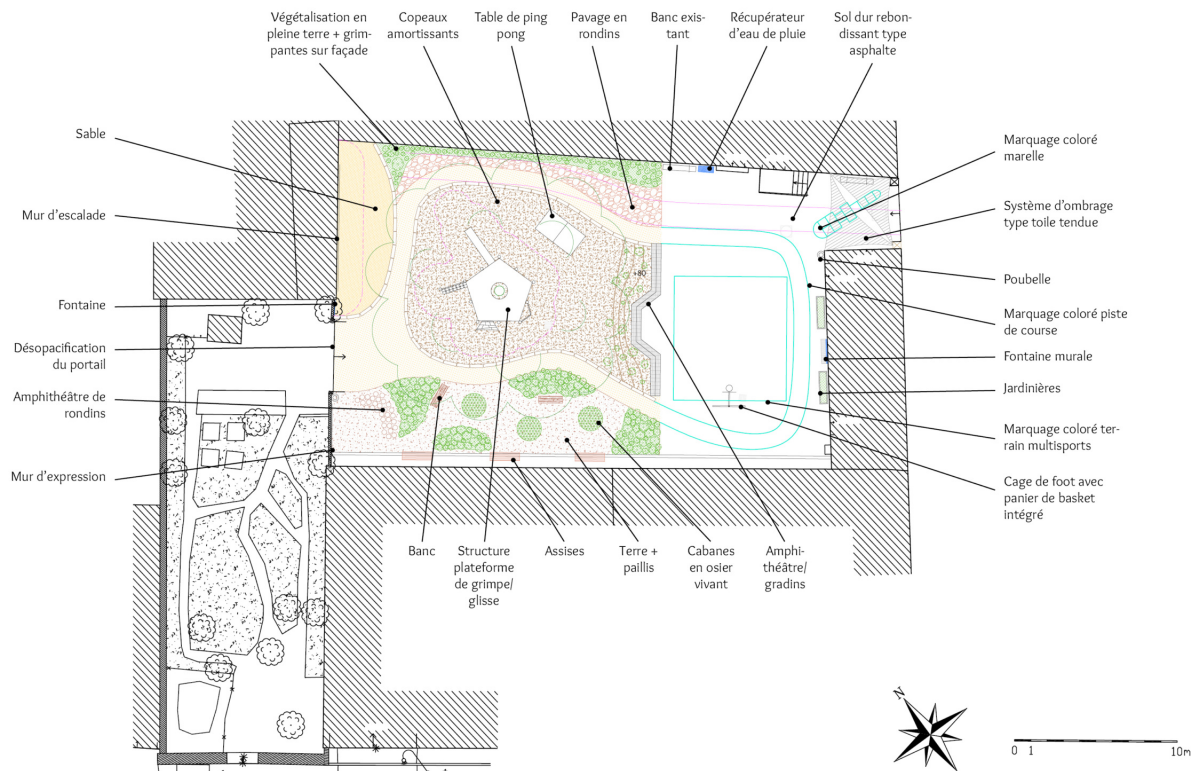 Végétalisation en
pleine terre + grim-
pantes sur façade
Copeaux
amortissants
Table de ping
pong
Pavage en
rondins
Banc exis-
tant
Récupérateur
d'eau de pluie
Sol dur rebon-
dissant type
asphalte
Sable
Mur d'escalade
Fontaine
Désopacification
du portail
Amphithéâtre de
rondins
Mur d'expression
+80
Marquage coloré
marelle
Système d'ombrage
type toile tendue
Poubelle
Marquage coloré piste
de course
Fontaine murale
Jardinières
Marquage coloré ter-
rain multisports
Cage de foot avec
panier de basket
intégré
Banc
Structure
plateforme
de grimpe/
glisse
Assises
Terre +
paillis
Cabanes
en osier
vivant
Amphi-
théâtre/
gradins
N
0 1 10m